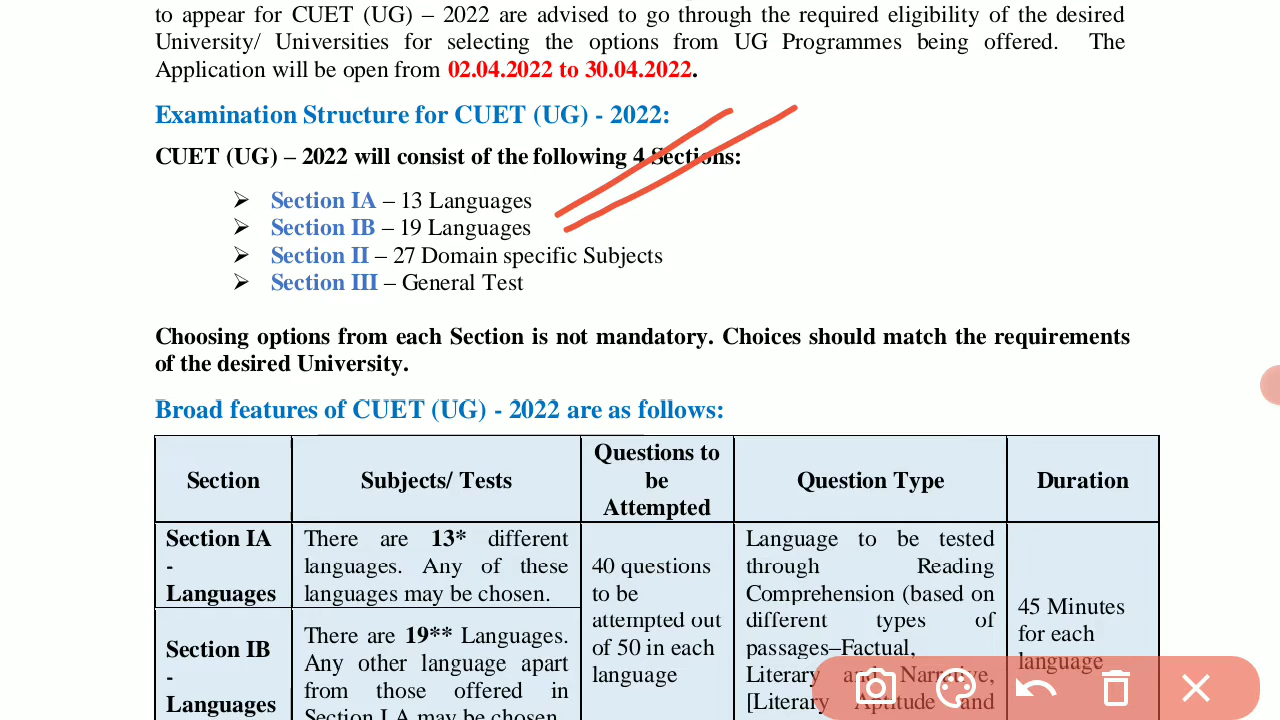 to appear for CUET (UG) – 2022 are advised to go through the required eligibility of the desired
University/ Universities for selecting the options from UG Programmes being offered. The
Application will be open from 02.04.2022 to 30.04.2022.
Examination Structure for CUET (UG) - 2022:
CUET (UG) – 2022 will consist of the following 4 Sections:
➢ Section IA – 13 Languages
➢ Section IB – 19 Languages
➢ Section II – 27 Domain specific Subjects
➢ Section III – General Test
Choosing options from each Section is not mandatory. Choices should match the requirements
of the desired University.
Broad features of CUET (UG) - 2022 are as follows:
Section
Subjects/ Tests
Questions to
be
Attempted
Question Type
Duration
Section IA
-
Languages
There are 13* different
languages. Any of these
languages may be chosen.
40 questions
to be
attempted out
of 50 in each
language
Language to be tested
through Reading
Comprehension (based on
different types of
passages–Factual,
Literary and Narrative,
[Literary Aptitude and
45 Minutes
for each
language
Section IB
-
Languages
There are 19** Languages.
Any other language apart
from those offered in
Section I A may be chosen.